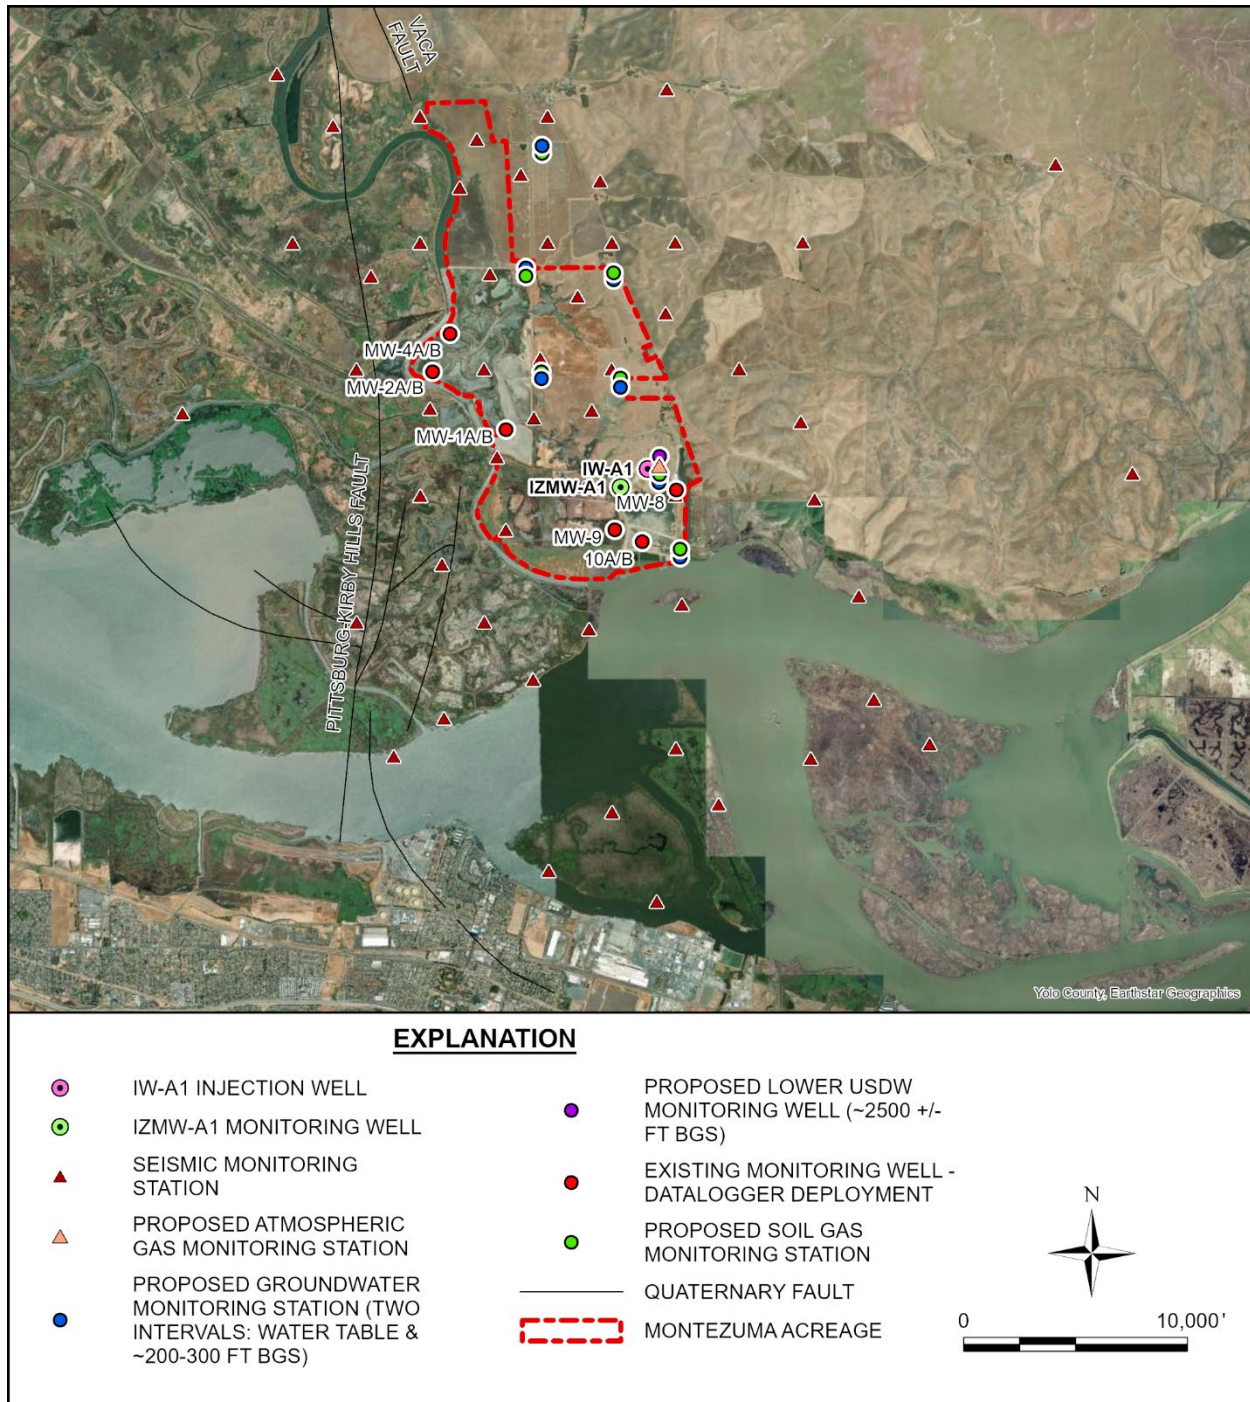 VACA
FAULT
MW-4A/B
MW-2A/B
MW-1A/B
IW-A1
IZMW-A1
MW-8
MW-9
10A/B
PITTSBURG-KIRBY HILLS FAULT
Yolo County, Earthstar Geographics
EXPLANATION
IW-A1 INJECTION WELL
IZMW-A1 MONITORING WELL
SEISMIC MONITORING
STATION
PROPOSED ATMOSPHERIC
GAS MONITORING STATION
PROPOSED GROUNDWATER
MONITORING STATION (TWO
INTERVALS: WATER TABLE &
~200-300 FT BGS)
PROPOSED LOWER USDW
MONITORING WELL (~2500 +/-
FT BGS)
EXISTING MONITORING WELL -
DATALOGGER DEPLOYMENT
PROPOSED SOIL GAS
MONITORING STATION
QUATERNARY FAULT
MONTEZUMA ACREAGE
N
0 10,000'